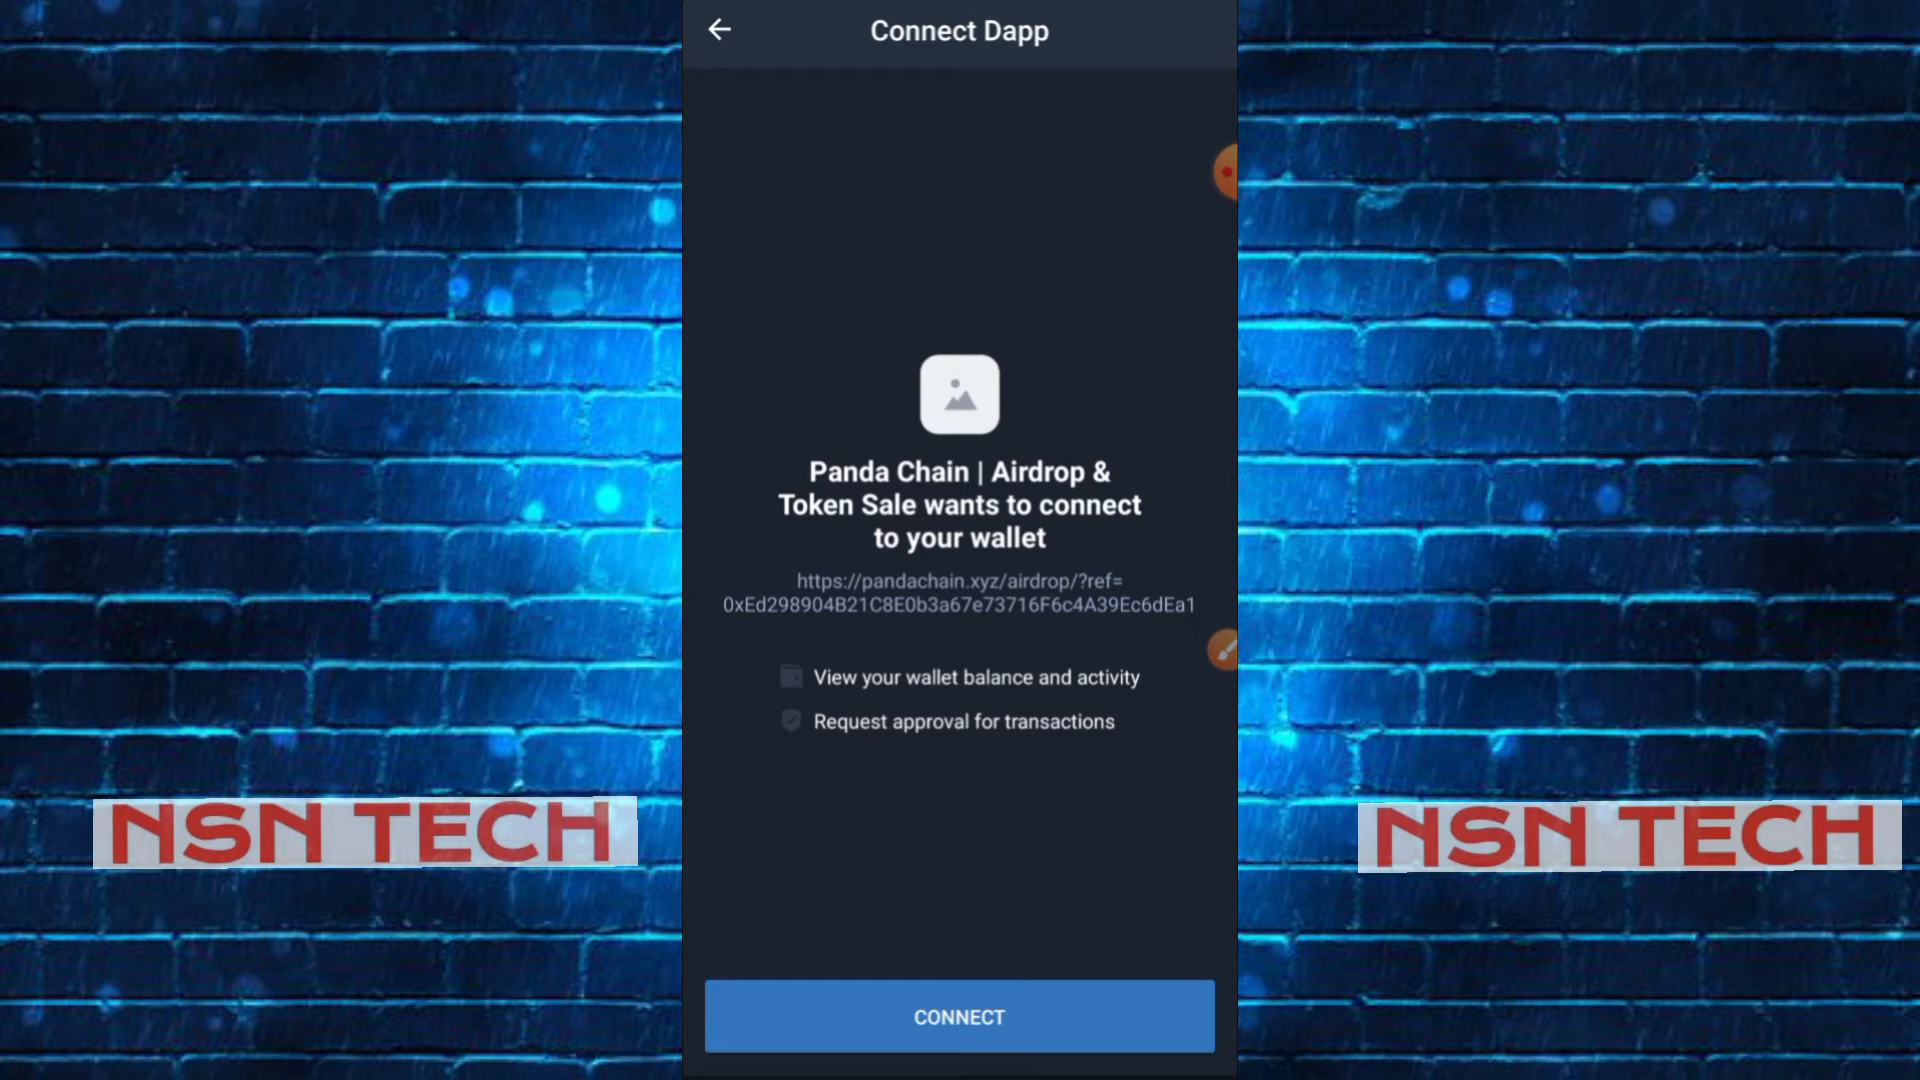 Connect Dapp
Panda Chain | Airdrop &
Token Sale wants to connect
to your wallet
https://pandachain.xyz/airdrop/?ref=
0xEd298904B21C8E0b3a67e73716F6c4A39Ec6dEa1
View your wallet balance and activity
Request approval for transactions
NSN TECH
NSN TECH
CONNECT